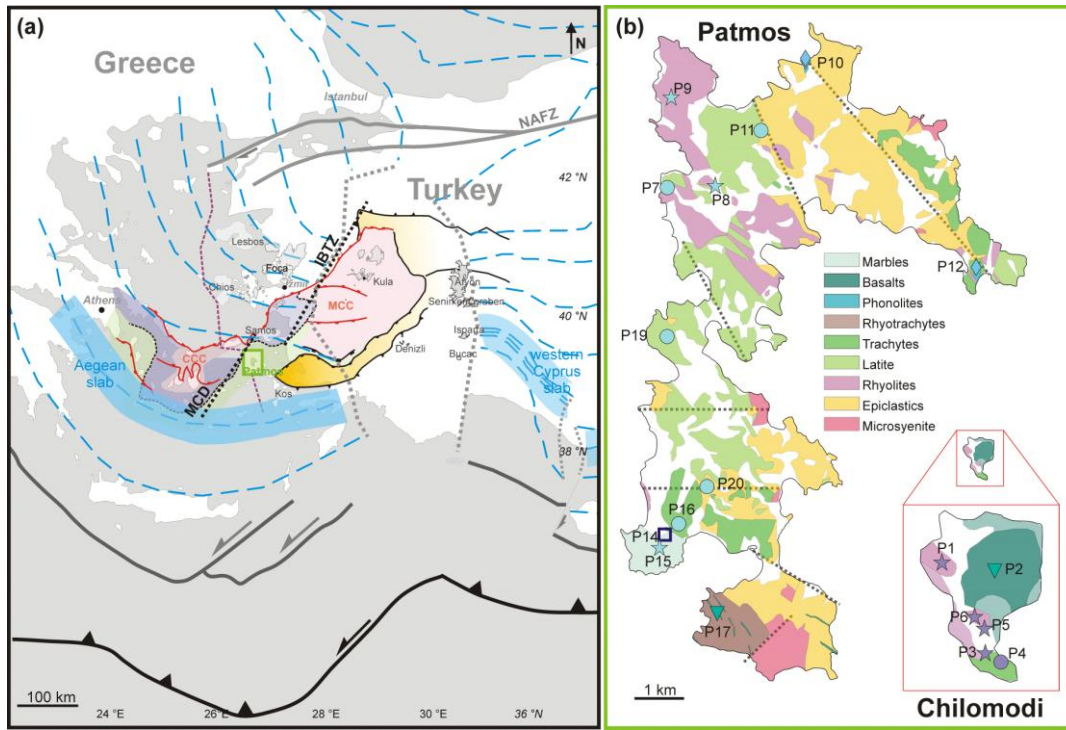 (a)
N
Greece
Istanbul
NAFZ
42 °N
Turkey
Lesbos
IBTZ
Foça
Izmir
Kula
Afyon
Chios
MCC
Athens
40 °N
Samos
Isparta
CCC
Denizli
Bucac
Aegean
slab
Patmos
western
Cyprus
slab
MCD
Kos
38 °N
100 km
24 °E
26 °E
28 °E
30 °E
36 °N
(b)
Patmos
P10
P9
P11
P7
P8
P12
Marbles
Basalts
Phonolites
Rhyotrachytes
Trachytes
Latite
Rhyolites
Epiclastics
Microsyenite
P19
P20
P16
P14
P15
P1
P2
P6
P5
P17
P3
P4
1 km
Chilomodi